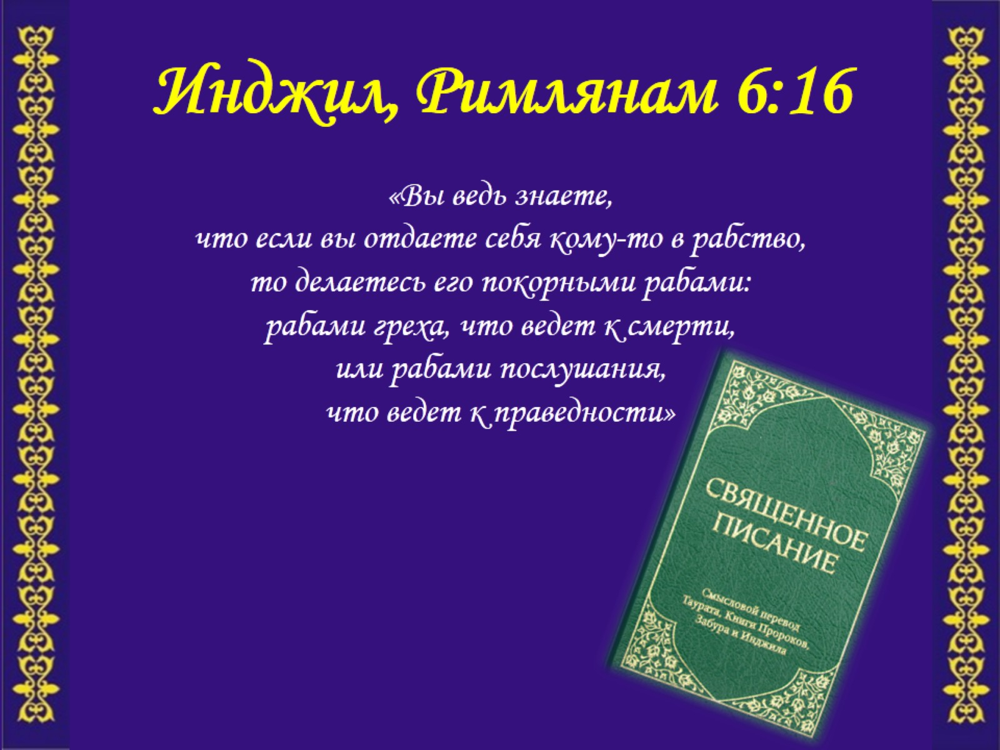 Инджил, Римлянам 6:16
«Вы ведь знаете,
что если вы отдаете себя кому-то в рабство,
то делаетесь его покорными рабами:
рабами греха, что ведет к смерти,
или рабами послушания,
что ведет к праведности»
СВЯЩЕННОЕ
ПИСАНИЕ
Смысловой перевод
Таурата, Книги Пророков,
Забура и Инджила